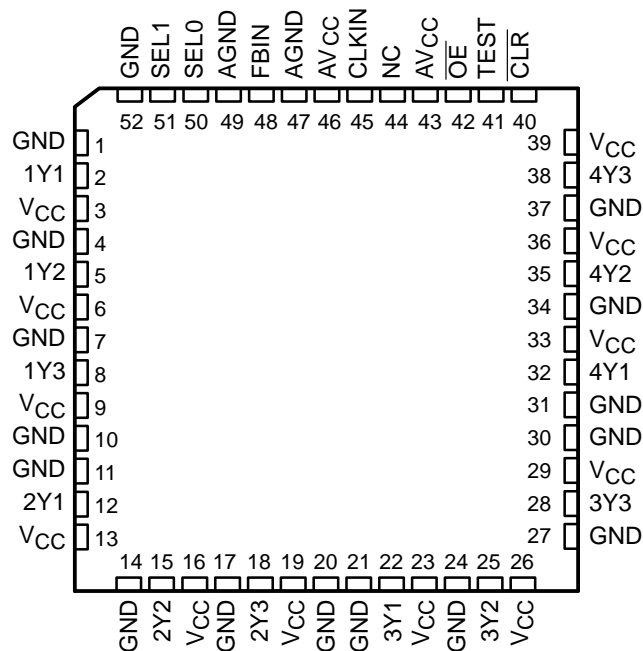 GND SEL1 SEL0 AGND FBIN AGND AVCC CLKIN NC AVCC OE TEST CLR
52 51 50 49 48 47 46 45 44 43 42 41 40
GND 1
1Y1 2
VCC 3
GND 4
1Y2 5
VCC 6
GND 7
1Y3 8
VCC 9
GND 10
GND 11
2Y1 12
VCC 13
39 VCC
38 4Y3
37 GND
36 VCC
35 4Y2
34 GND
33 VCC
32 4Y1
31 GND
30 GND
29 VCC
28 3Y3
27 GND
14 15 16 17 18 19 20 21 22 23 24 25 26
GND 2Y2 VCC GND 2Y3 VCC GND GND 3Y1 VCC GND 3Y2 VCC